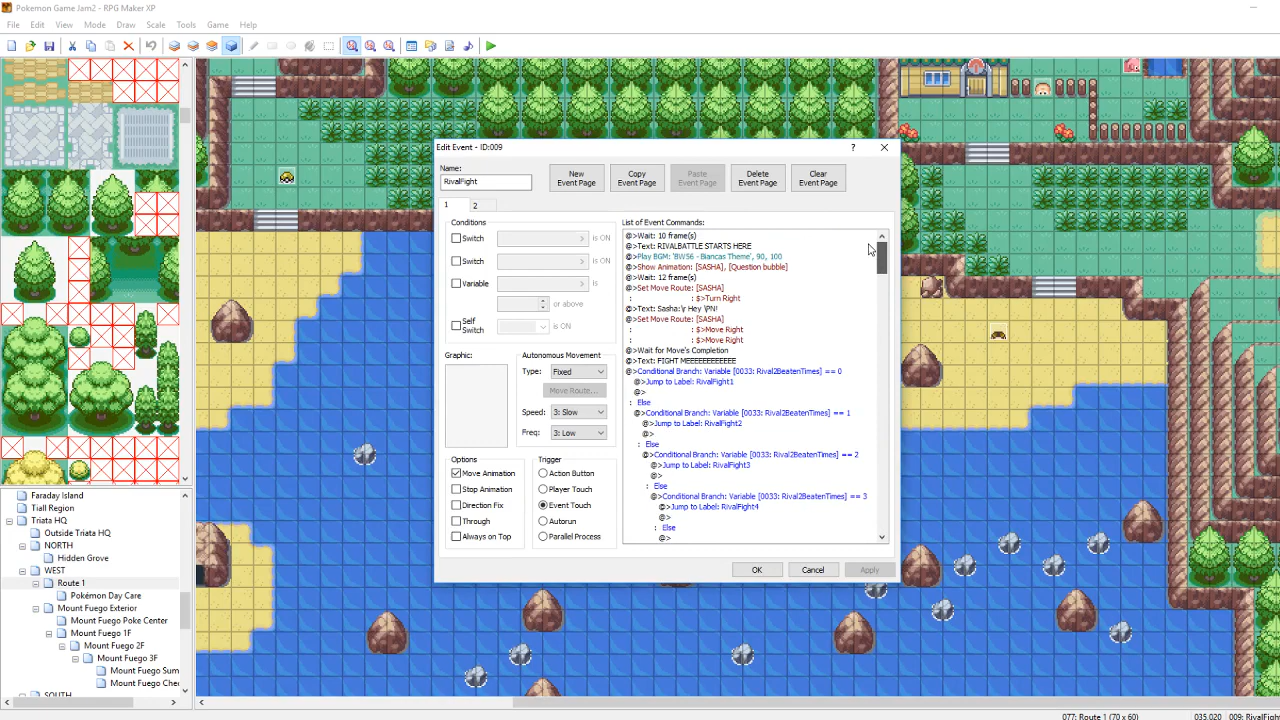 Pokemon Game Jam2 - RPG Maker XP
File Edit View Mode Draw Scale Tools Game Help
Edit Event - ID:009
?
Name:
RivalFight
New Event Page
Copy Event Page
Paste Event Page
Delete Event Page
Clear Event Page
1 2
Conditions
Switch is ON
Switch is ON
Variable is
or above
Self Switch is ON
Graphic:
Autonomous Movement
Type: Fixed
Move Route...
Speed: 3: Slow
Freq: 3: Low
Options
Move Animation
Stop Animation
Direction Fix
Through
Always on Top
Trigger
Action Button
Player Touch
Event Touch
Autorun
Parallel Process
List of Event Commands:
@>Wait: 10 frame(s)
@>Text: RIVALBATTLE STARTS HERE
@>Play BGM: 'BW56 - Biancas Theme', 90, 100
@>Show Animation: [SASHA], [Question bubble]
@>Wait: 12 frame(s)
@>Set Move Route: [SASHA]
: : $>Turn Right
@>Text: Sasha:\r Hey \PN!
@>Set Move Route: [SASHA]
: : $>Move Right
: : $>Move Right
@>Wait for Move's Completion
@>Text: FIGHT MEEEEEEEEEEEE
@>Conditional Branch: Variable [0033: Rival2BeatenTimes] == 0
@>Jump to Label: RivalFight1
@>
: Else
@>Conditional Branch: Variable [0033: Rival2BeatenTimes] == 1
@>Jump to Label: RivalFight2
@>
: Else
@>Conditional Branch: Variable [0033: Rival2BeatenTimes] == 2
@>Jump to Label: RivalFight3
@>
: Else
@>Conditional Branch: Variable [0033: Rival2BeatenTimes] == 3
@>Jump to Label: RivalFight4
@>
: Else
@>
OK Cancel Apply
Faraday Island
Tiall Region
Triata HQ
Outside Triata HQ
NORTH
Hidden Grove
WEST
Route 1
Pokémon Day Care
Mount Fuego Exterior
Mount Fuego Poke Center
Mount Fuego 1F
Mount Fuego 2F
Mount Fuego 3F
Mount Fuego Sum
Mount Fuego Che
SOUTH
077: Route 1 (70 x 60) 035.020 009: RivalFight